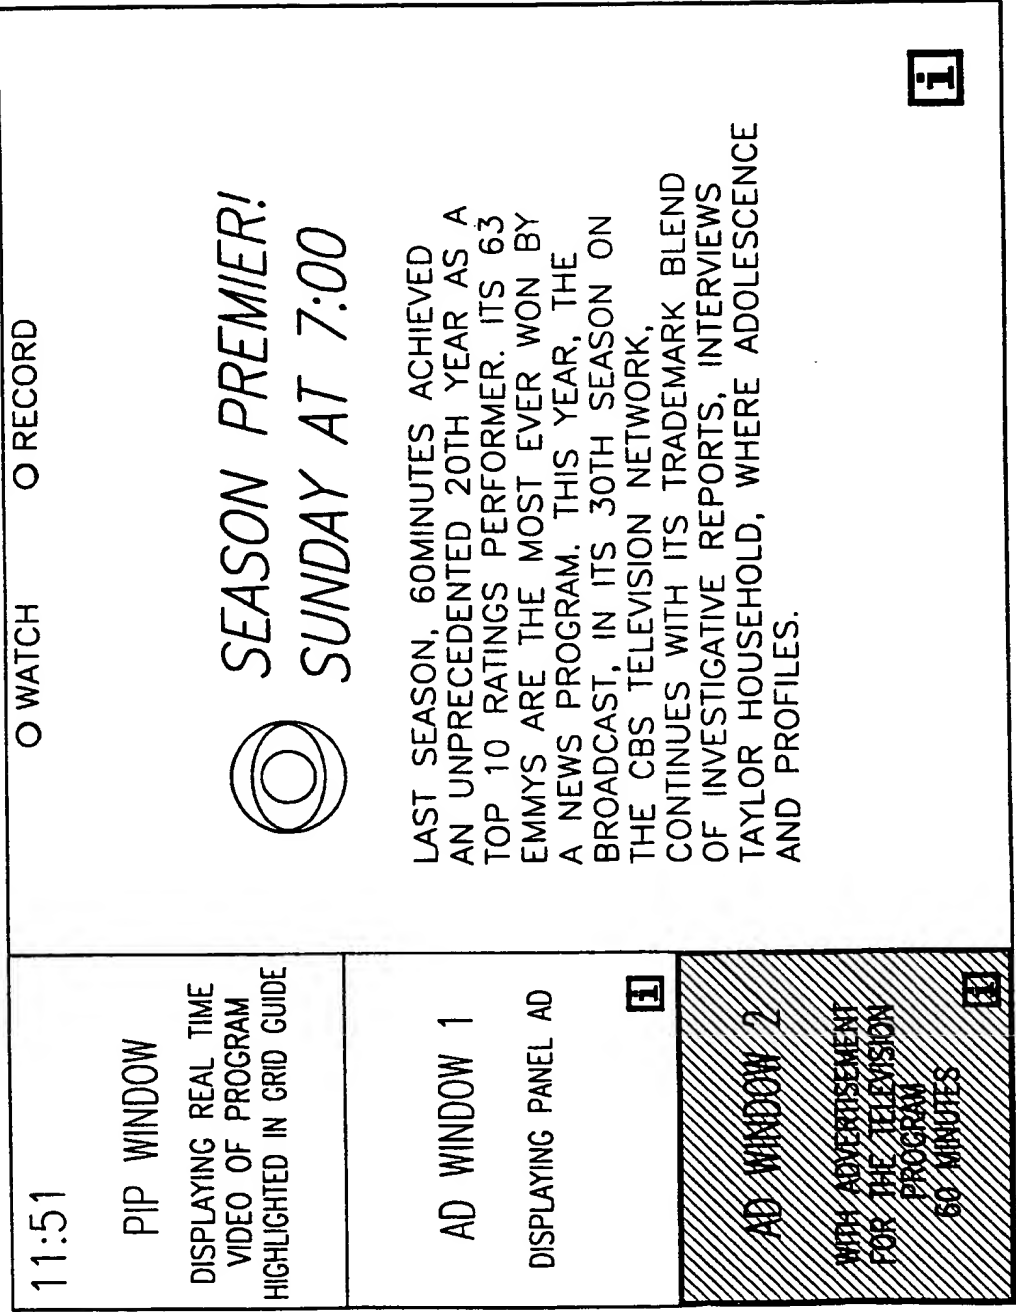 11:51
PIP WINDOW
DISPLAYING REAL TIME
VIDEO OF PROGRAM
HIGHLIGHTED IN GRID GUIDE
AD WINDOW 1
DISPLAYING PANEL AD
i
AD WINDOW 2
WITH ADVERTISEMENT
FOR THE TELEVISION
PROGRAM
60 MINUTES
i
O WATCH O RECORD
SEASON PREMIER!
SUNDAY AT 7:00
LAST SEASON, 60MINUTES ACHIEVED
AN UNPRECEDENTED 20TH YEAR AS A
TOP 10 RATINGS PERFORMER. ITS 63
EMMYS ARE THE MOST EVER WON BY
A NEWS PROGRAM. THIS YEAR, THE
BROADCAST, IN ITS 30TH SEASON ON
THE CBS TELEVISION NETWORK,
CONTINUES WITH ITS TRADEMARK BLEND
OF INVESTIGATIVE REPORTS, INTERVIEWS
TAYLOR HOUSEHOLD, WHERE ADOLESCENCE
AND PROFILES.
i